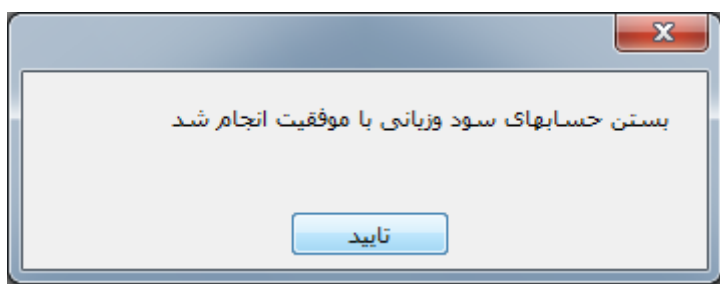 بستن حسابهای سود وزیانی با موفقیت انجام شد
تایید